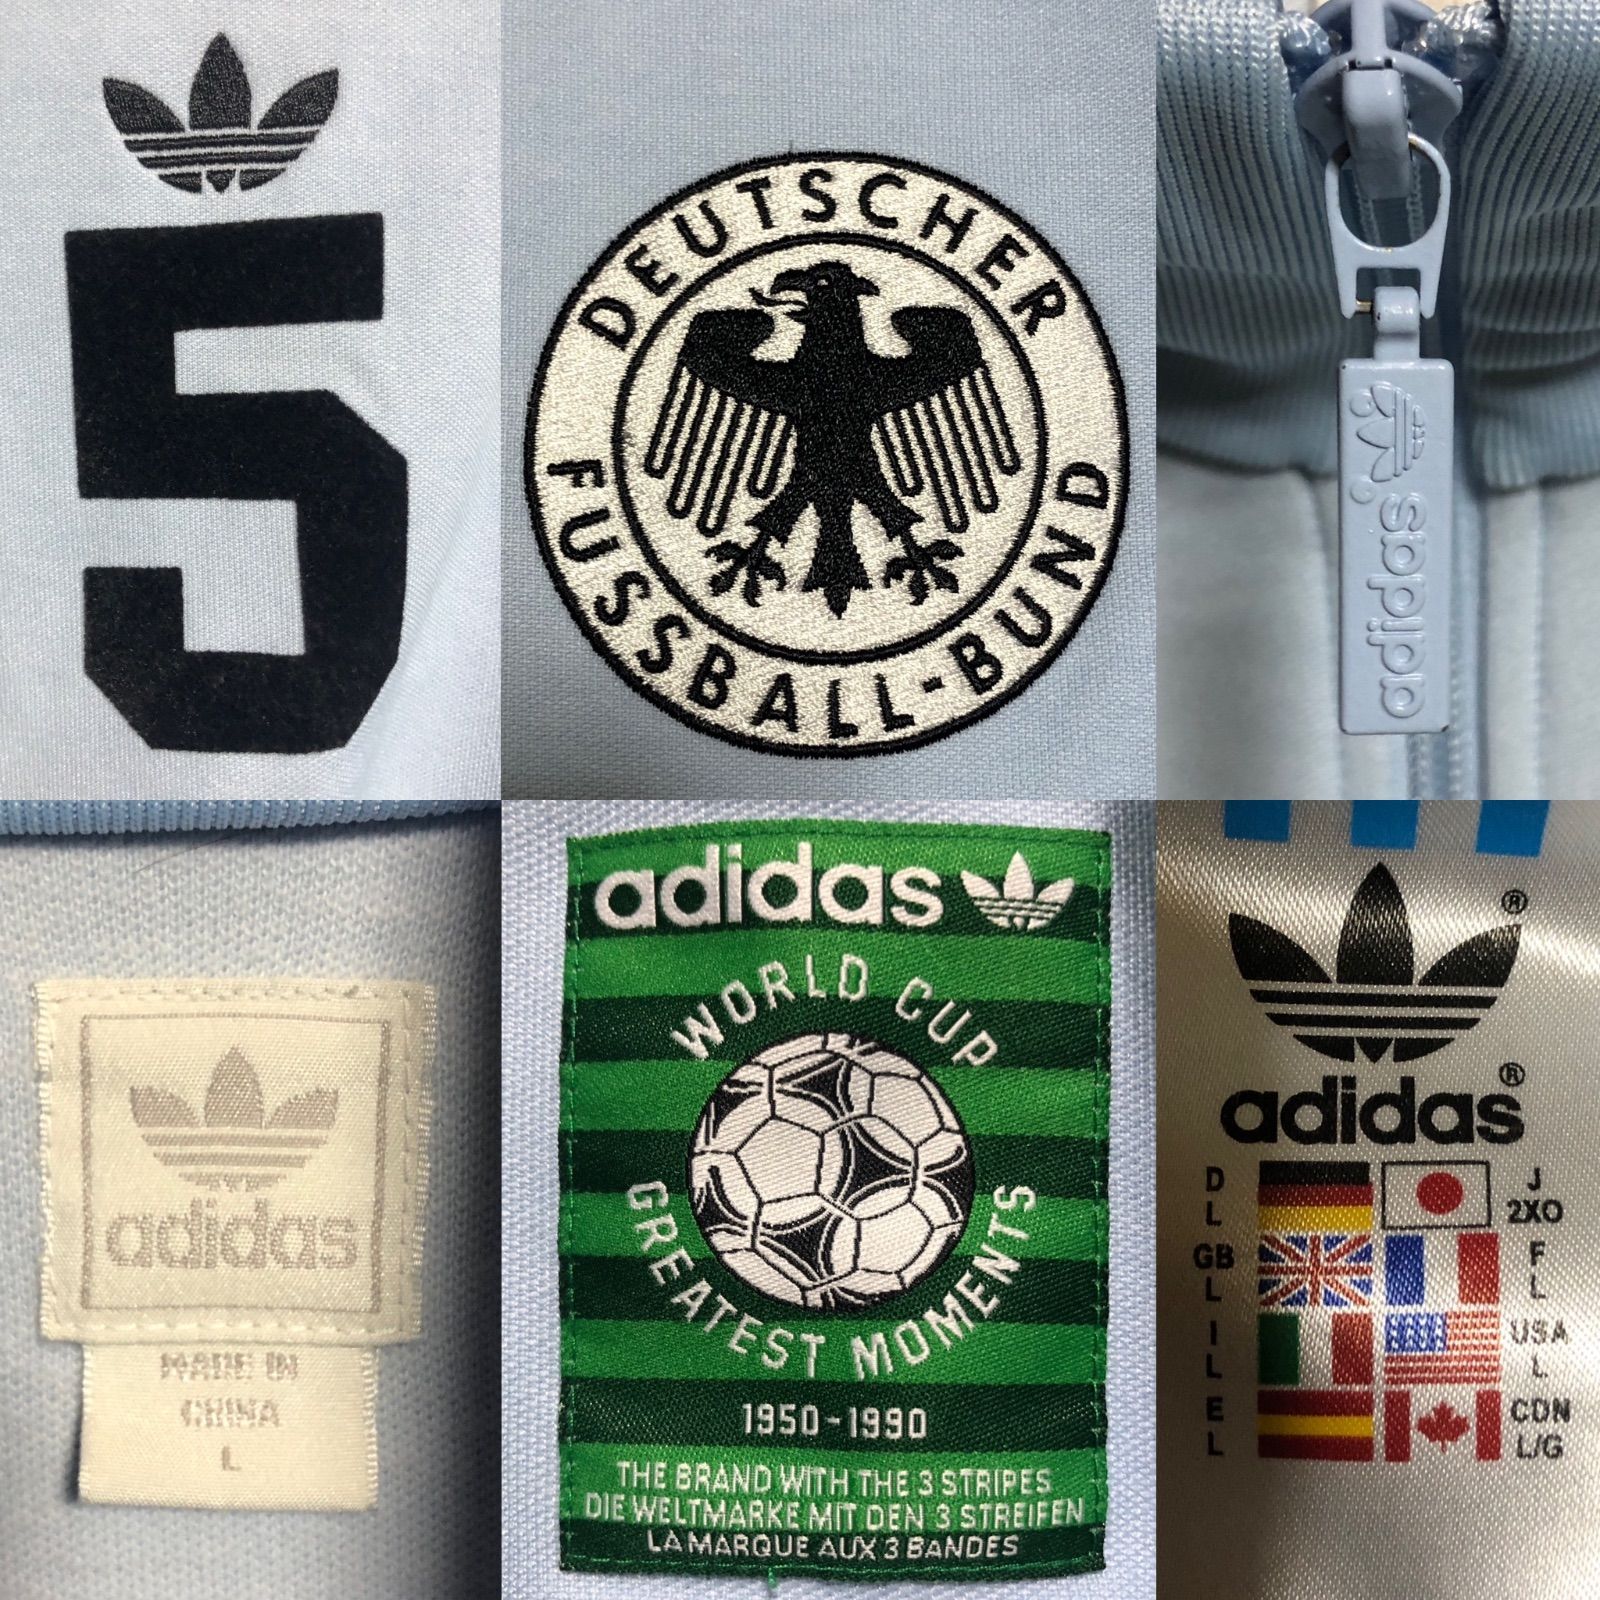 5
DEUTSCHER
FUSSBALL-BUND
adidas
adidas
MADE IN
CHINA
L
adidas
WORLD CUP
GREATEST MOMENTS
1950-1990
THE BRAND WITH THE 3 STRIPES
DIE WELTMARKE MIT DEN 3 STREIFEN
LA MARQUE AUX 3 BANDES
®
adidas®
D J
L 2XO
GB F
L L
I USA
L L
E CDN
L L/G